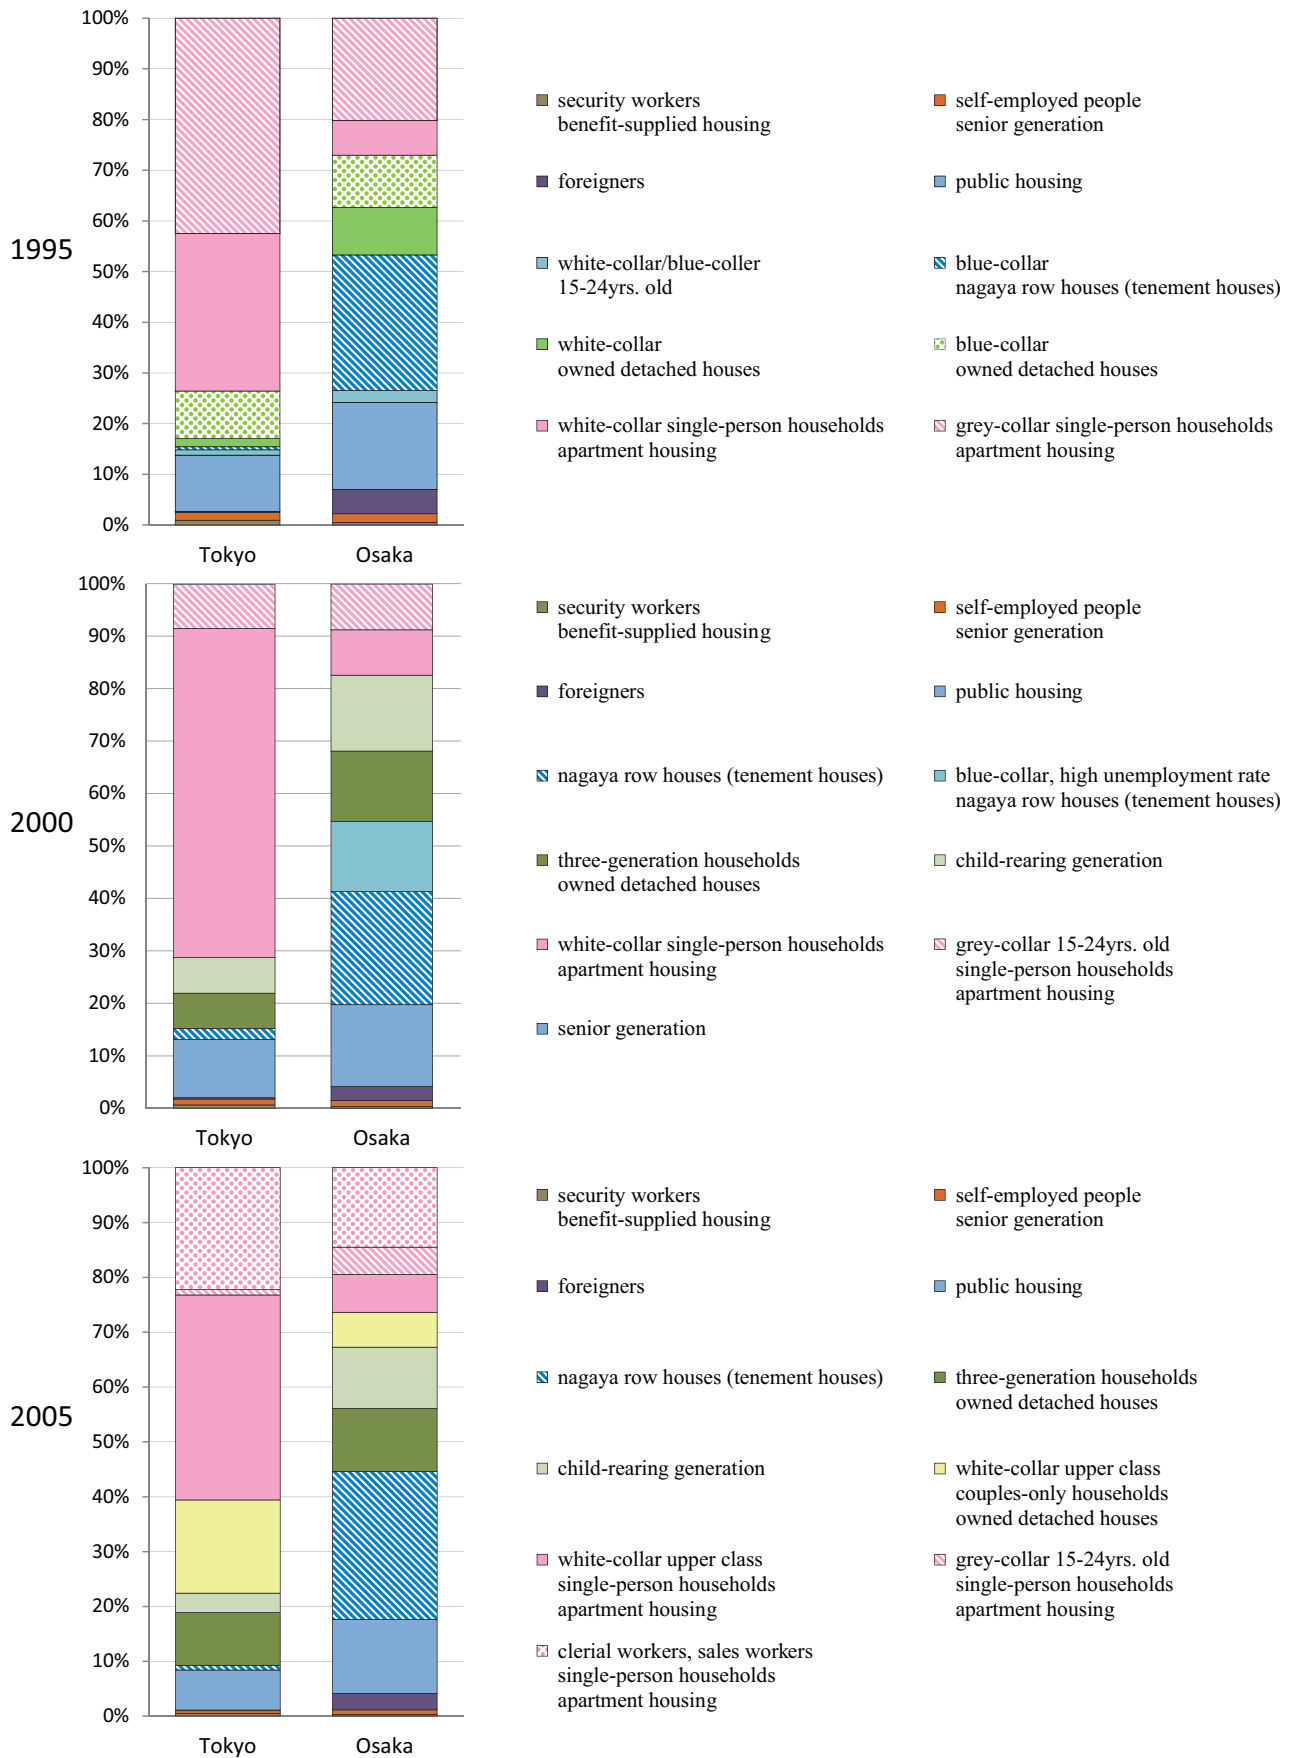 100%
90%
80%
70%
60%
50%
40%
30%
20%
10%
0%
1995
Tokyo
Osaka
security workers
benefit-supplied housing
self-employed people
senior generation
foreigners
public housing
white-collar/blue-coller
15-24yrs. old
blue-collar
nagaya row houses (tenement houses)
white-collar
owned detached houses
blue-collar
owned detached houses
white-collar single-person households
apartment housing
grey-collar single-person households
apartment housing
100%
90%
80%
70%
60%
50%
40%
30%
20%
10%
0%
2000
Tokyo
Osaka
security workers
benefit-supplied housing
self-employed people
senior generation
foreigners
public housing
nagaya row houses (tenement houses)
blue-collar, high unemployment rate
nagaya row houses (tenement houses)
three-generation households
owned detached houses
child-rearing generation
white-collar single-person households
apartment housing
grey-collar 15-24yrs. old
single-person households
apartment housing
senior generation
100%
90%
80%
70%
60%
50%
40%
30%
20%
10%
0%
2005
Tokyo
Osaka
security workers
benefit-supplied housing
self-employed people
senior generation
foreigners
public housing
nagaya row houses (tenement houses)
three-generation households
owned detached houses
child-rearing generation
white-collar upper class
couples-only households
owned detached houses
white-collar upper class
single-person households
apartment housing
grey-collar 15-24yrs. old
single-person households
apartment housing
clerial workers, sales workers
single-person households
apartment housing